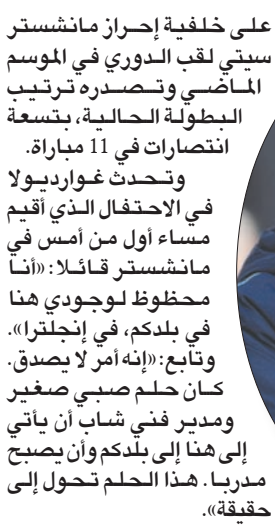 على خلفية إحراز مانشستر
سيتي لقب الدوري في الموسم
الماضي وتصدره ترتيب
البطولة الحالية، بتسعة
انتصارات في 11 مباراة.
وتحدث غوارديولا
في الاحتفال الذي أقيم
مساء أول من أمس في
مانشستر قائلا: «أنا
محظوظ لوجودي هنا
في بلدكم، في إنجلترا».
وتابع: «إنه أمر لا يصدق.
كان حلم صبي صغير
ومدير فني شاب أن يأتي
إلى هنا إلى بلدكم وأن يصبح
مدربا. هذا الحلم تحول إلى
حقيقة».